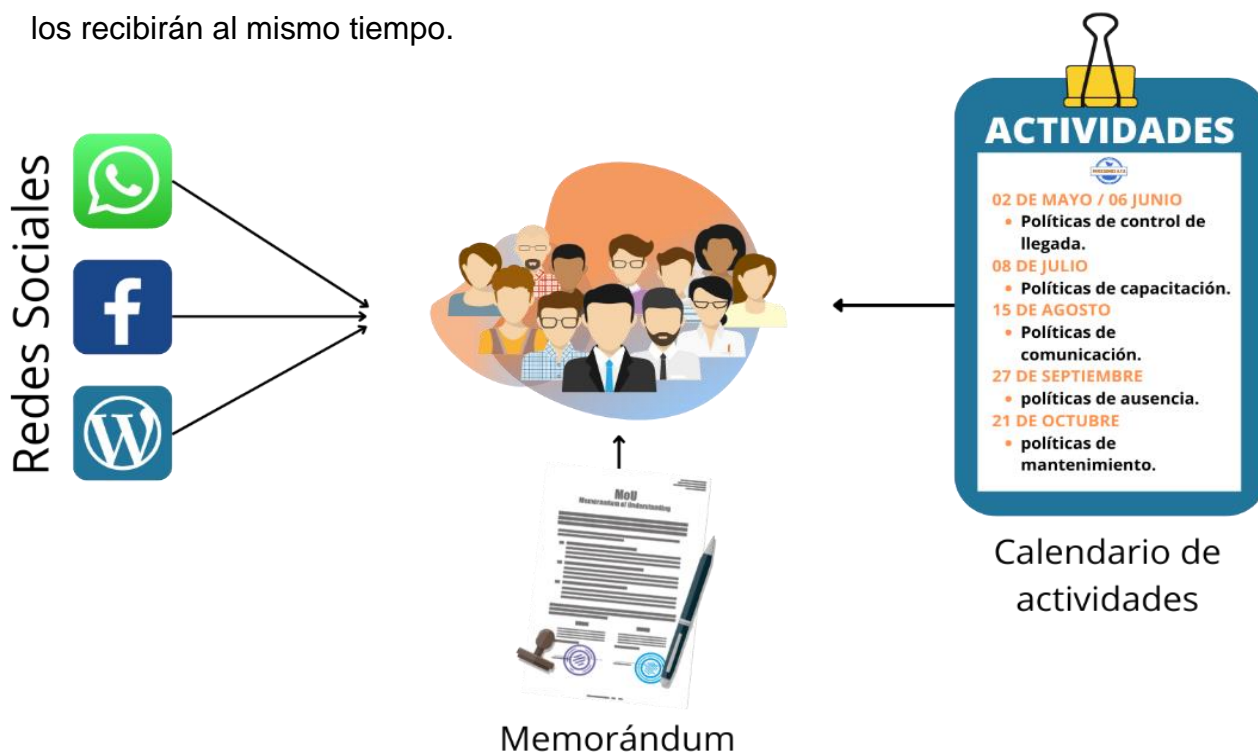 los recibirán al mismo tiempo.
Redes Sociales
ACTIVIDADES
02 DE MAYO / 06 JUNIO
• Políticas de control de
llegada.
08 DE JULIO
• Políticas de capacitación.
15 DE AGOSTO
• Políticas de
comunicación.
27 DE SEPTIEMBRE
• políticas de ausencia.
21 DE OCTUBRE
• políticas de
mantenimiento.
Calendario de
actividades
MoU
Memorandum of Understanding
Memorándum